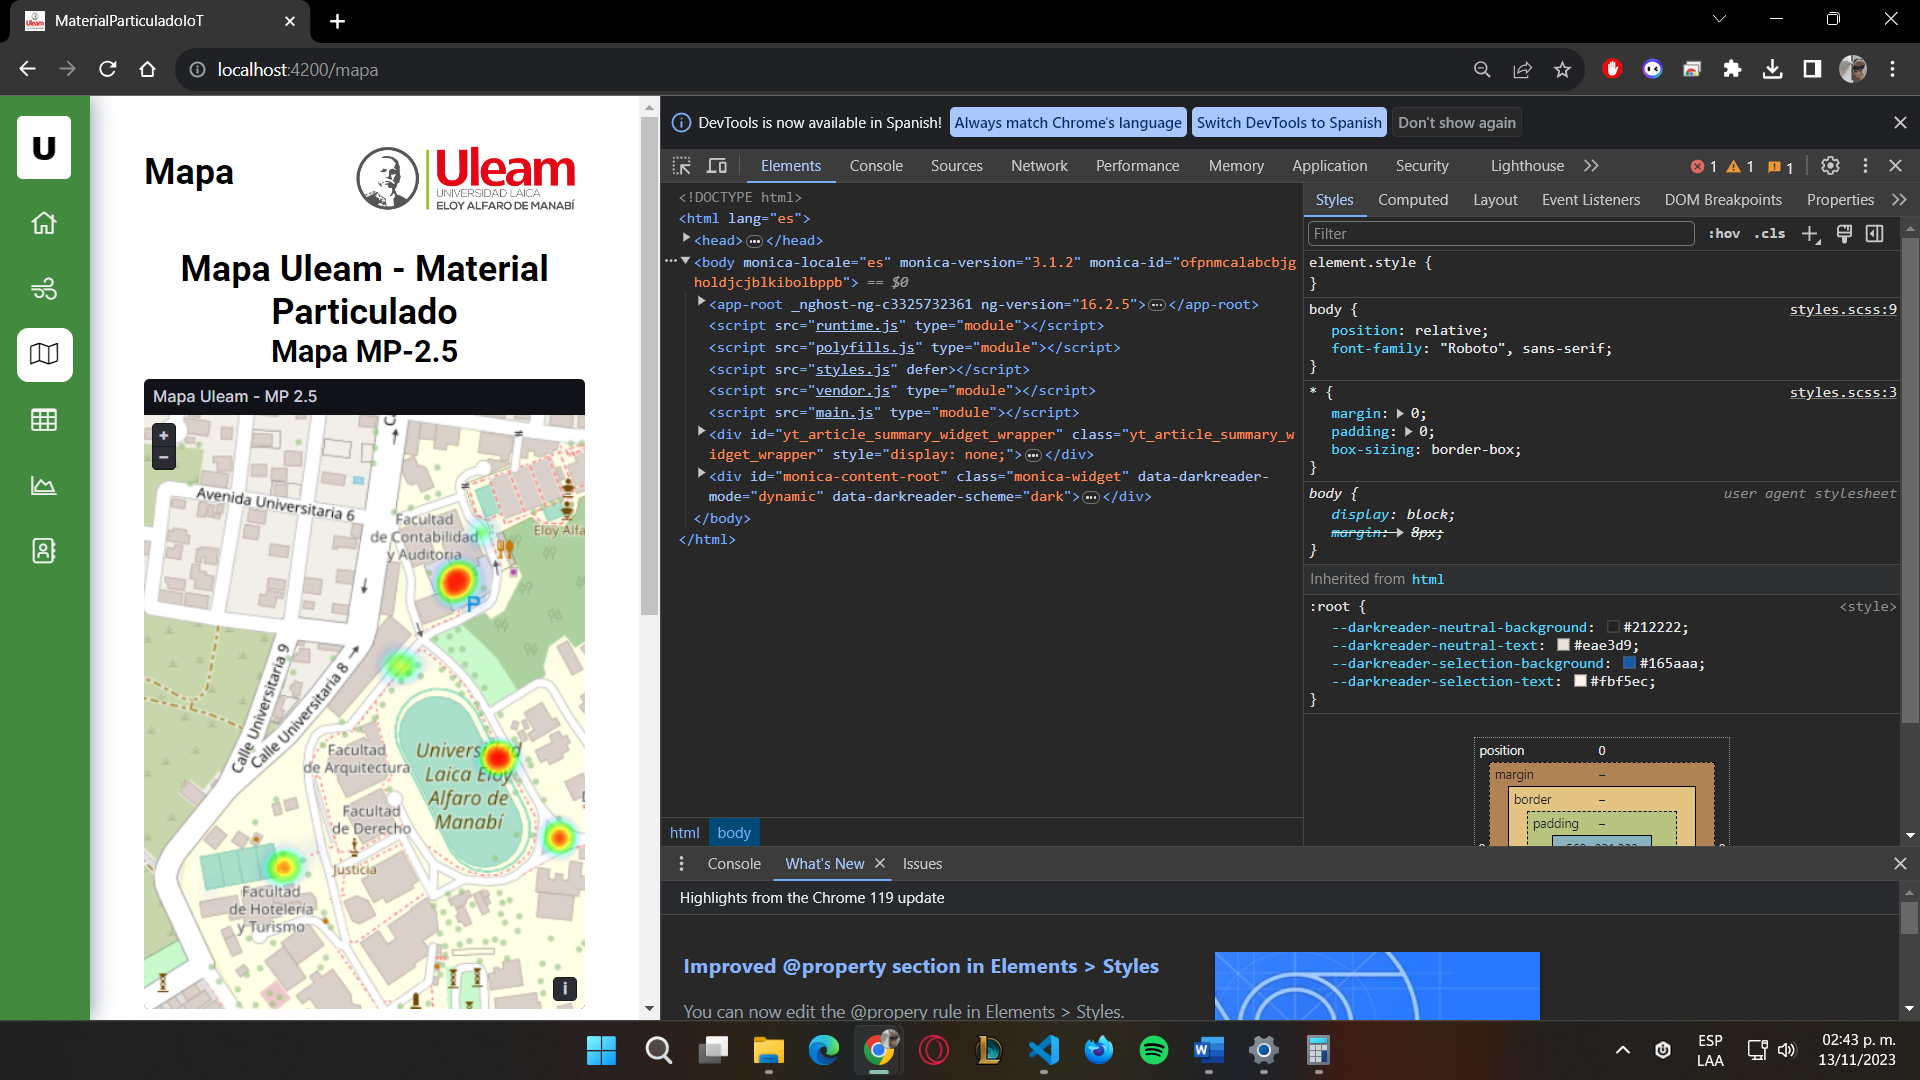 MaterialParticuladoIoT
localhost:4200/mapa
U
Mapa
Uleam
UNIVERSIDAD LAICA
ELOY ALFARO DE MANABÍ
Mapa Uleam - Material
Particulado
Mapa MP-2.5
Mapa Uleam - MP 2.5
+
−
Avenida Universitaria 6
Facultad
de Contabilidad
y Auditoria
Eloy Alfa
P
Calle Universitaria 9
Calle Universitaria 8
Facultad
de Arquitectura
Laica Eloy
Alfaro de
Manabí
Facultad
de Derecho
Justicia
Facultad
de Hotelería
y Turismo
i
DevTools is now available in Spanish!
Always match Chrome's language
Switch DevTools to Spanish
Don't show again
Elements
Console
Sources
Network
Performance
Memory
Application
Security
Lighthouse
1
1
1
<!DOCTYPE html>
<html lang="es">
<head> </head>
<body monica-locale="es" monica-version="3.1.2" monica-id="ofpnmcalabcbjg
holdjcjblkibolbppb"> == $0
<app-root _nghost-ng-c3325732361 ng-version="16.2.5"> </app-root>
<script src="runtime.js" type="module"></script>
<script src="polyfills.js" type="module"></script>
<script src="styles.js" defer></script>
<script src="vendor.js" type="module"></script>
<script src="main.js" type="module"></script>
<div id="yt_article_summary_widget_wrapper" class="yt_article_summary_w
idget_wrapper" style="display: none;"> </div>
<div id="monica-content-root" class="monica-widget" data-darkreader-
mode="dynamic" data-darkreader-scheme="dark"> </div>
</body>
</html>
html
body
Styles
Computed
Layout
Event Listeners
DOM Breakpoints
Properties
Filter
:hov
.cls
element.style {
}
body {
styles.scss:9
position: relative;
font-family: "Roboto", sans-serif;
}
* {
styles.scss:3
margin: 0;
padding: 0;
box-sizing: border-box;
}
body {
user agent stylesheet
display: block;
margin: 8px;
}
Inherited from html
:root {
<style>
--darkreader-neutral-background: #212222;
--darkreader-neutral-text: #eae3d9;
--darkreader-selection-background: #165aaa;
--darkreader-selection-text: #fbf5ec;
}
position
0
margin
–
border
–
padding
–
Console
What's New
Issues
Highlights from the Chrome 119 update
Improved @property section in Elements > Styles
You can now edit the @propery rule in Elements > Styles.
ESP
LAA
02:43 p. m.
13/11/2023